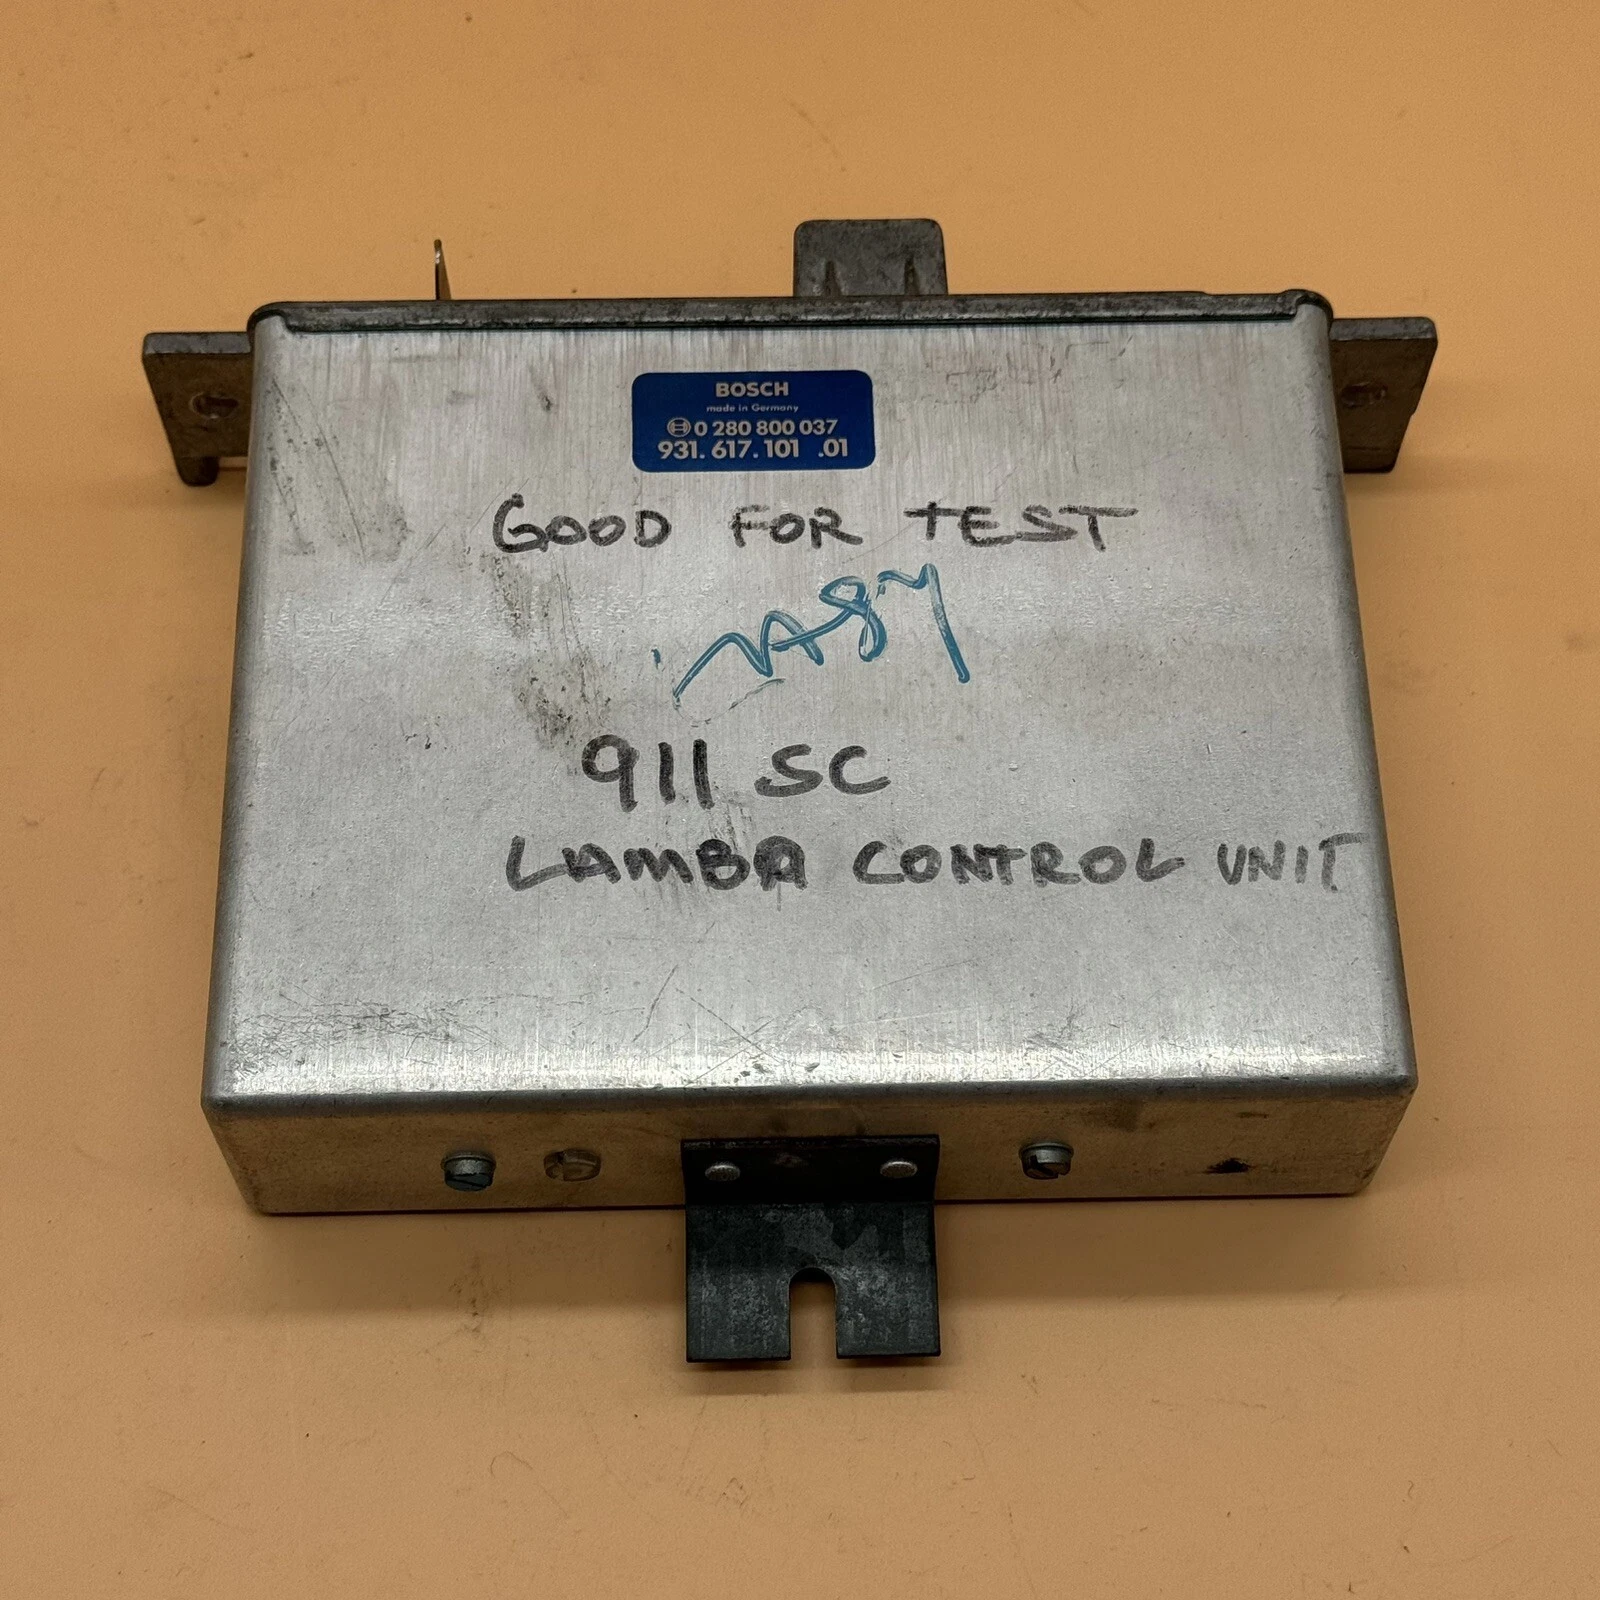 BOSCH
made in Germany
0 280 800 037
931. 617. 101 .01
GOOD FOR TEST
911 SC
LAMBA CONTROL UNIT